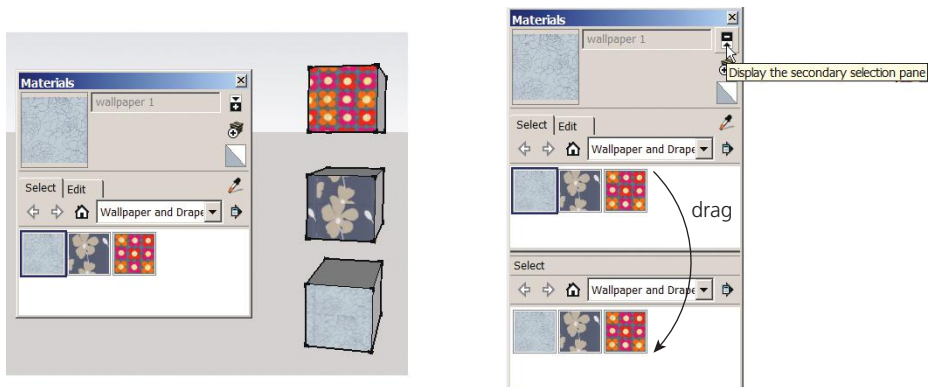 Materials
wallpaper 1
Select Edit
Wallpaper and Drape
Materials
wallpaper 1
Display the secondary selection pane
Select Edit
Wallpaper and Drape
drag
Select
Wallpaper and Drape